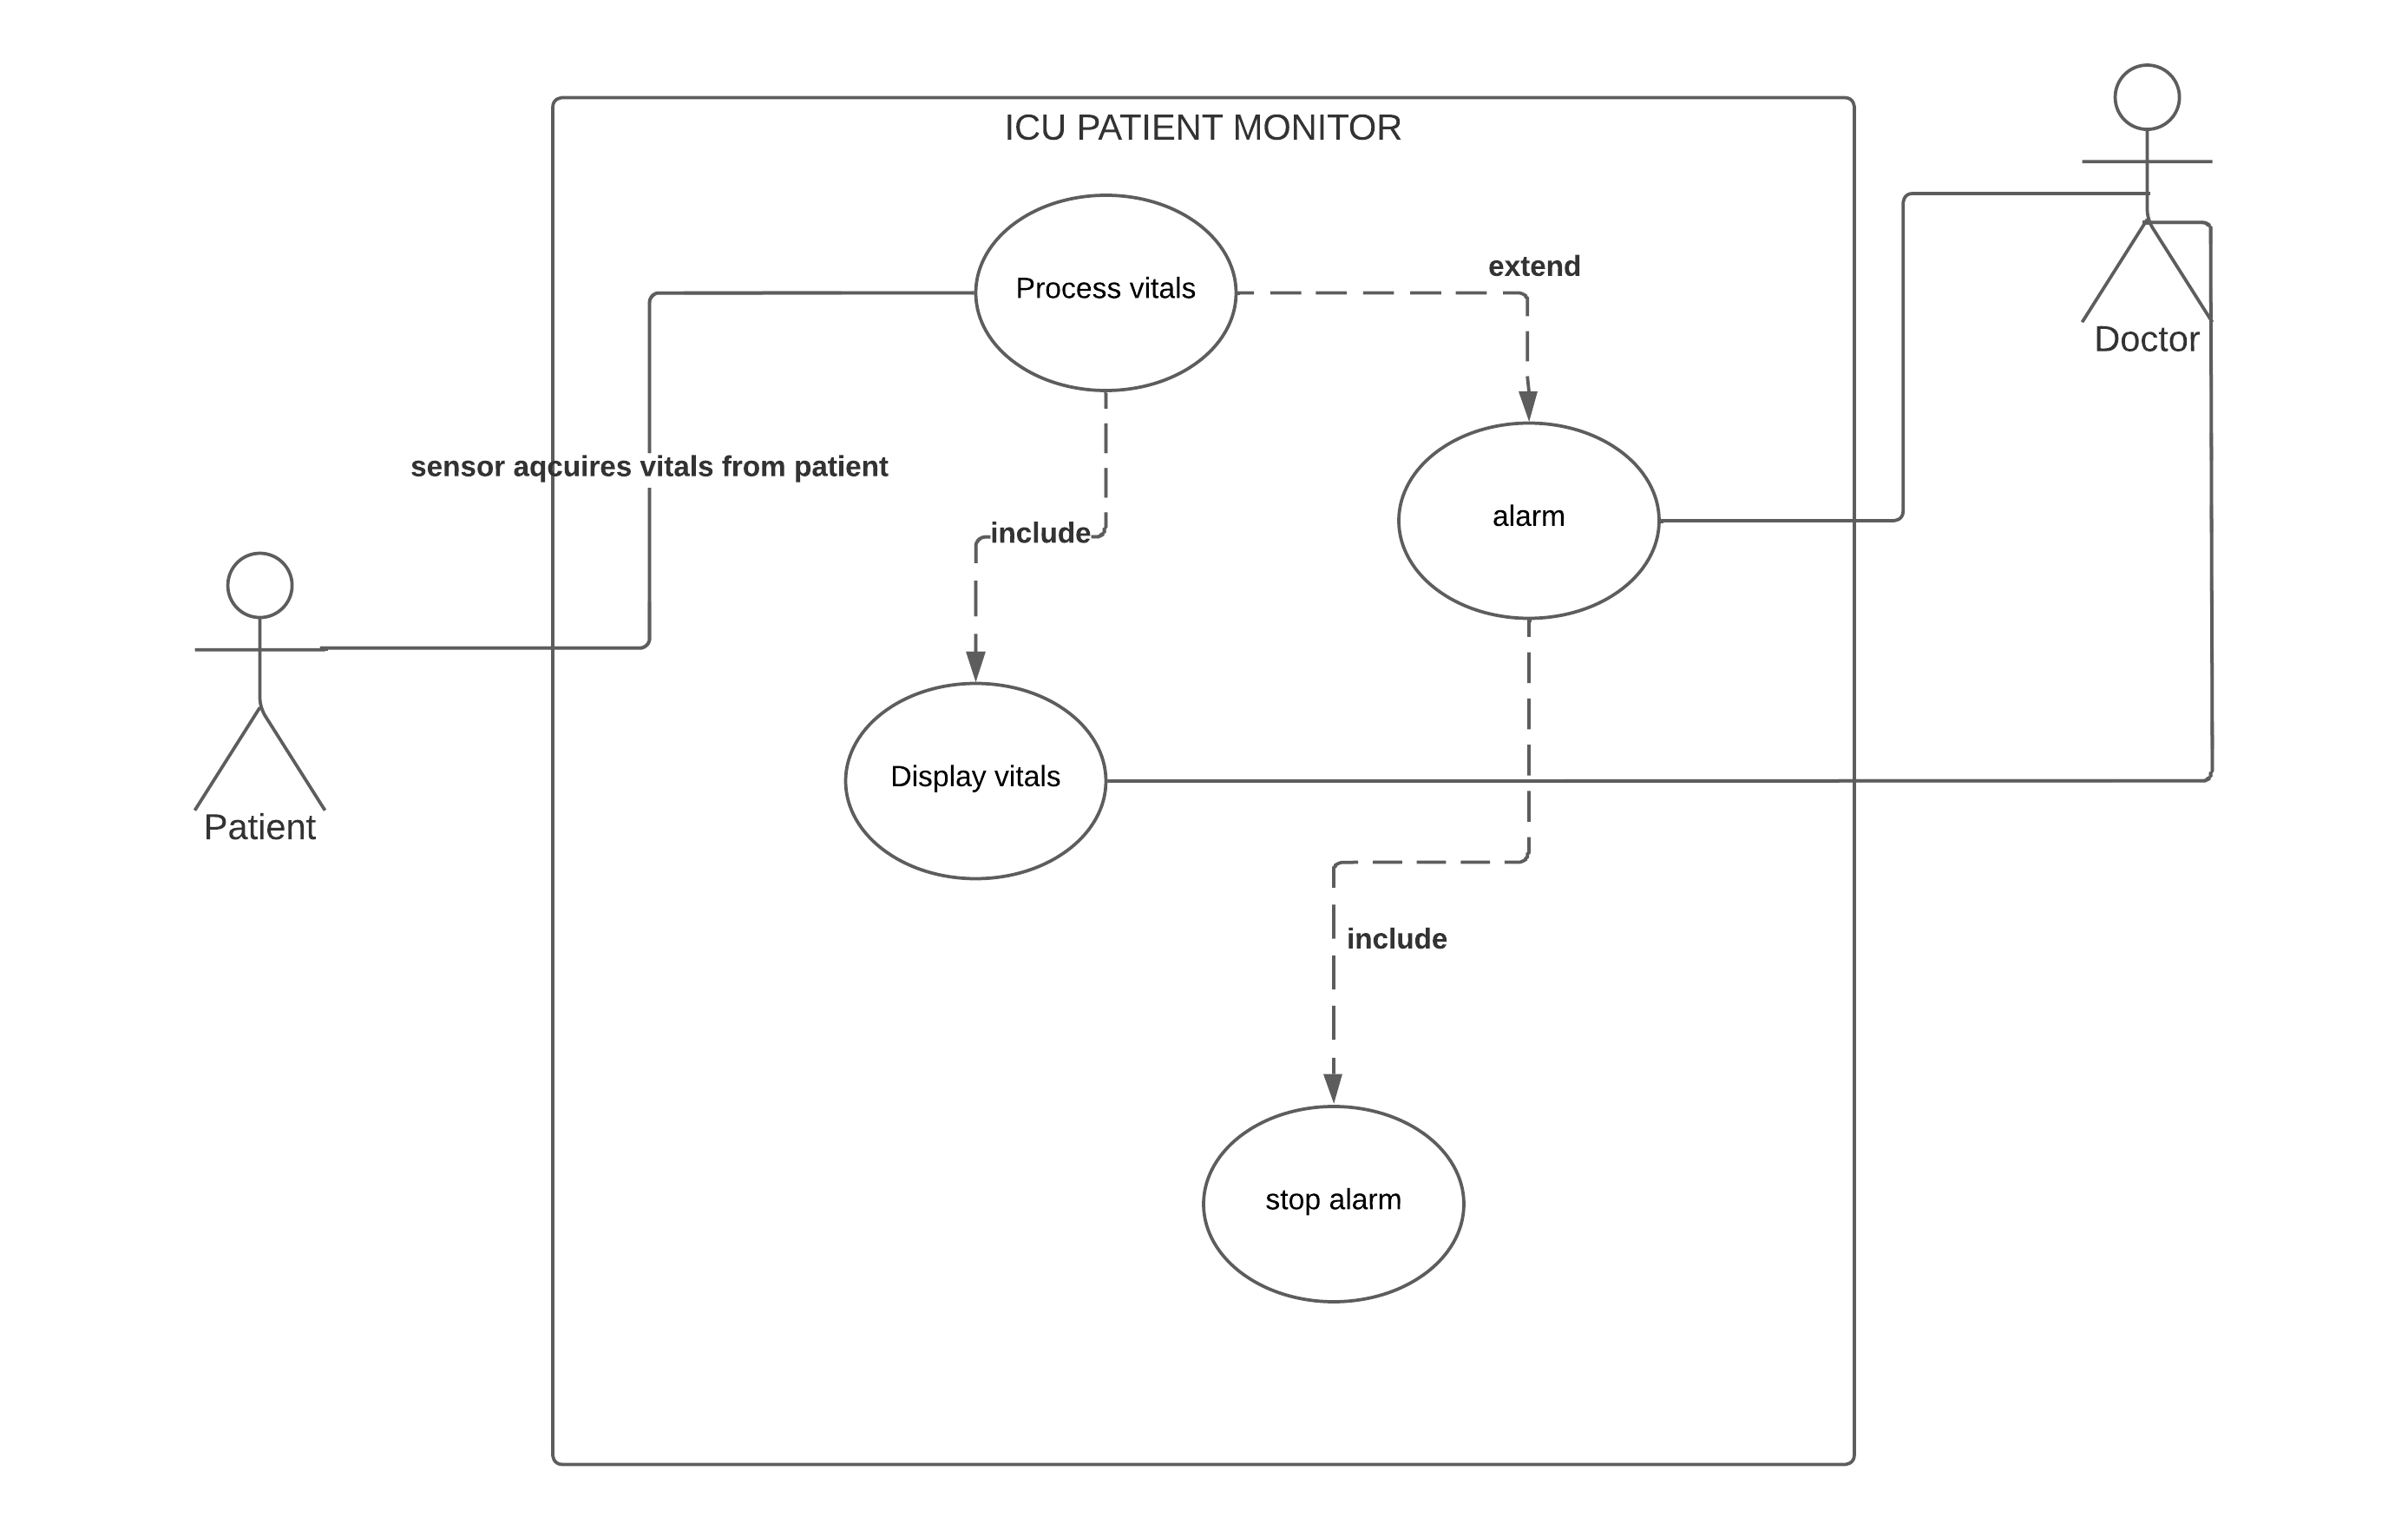 ICU PATIENT MONITOR
Process vitals
extend
Doctor
sensor aqcuires vitals from patient
alarm
include
Display vitals
Patient
include
stop alarm